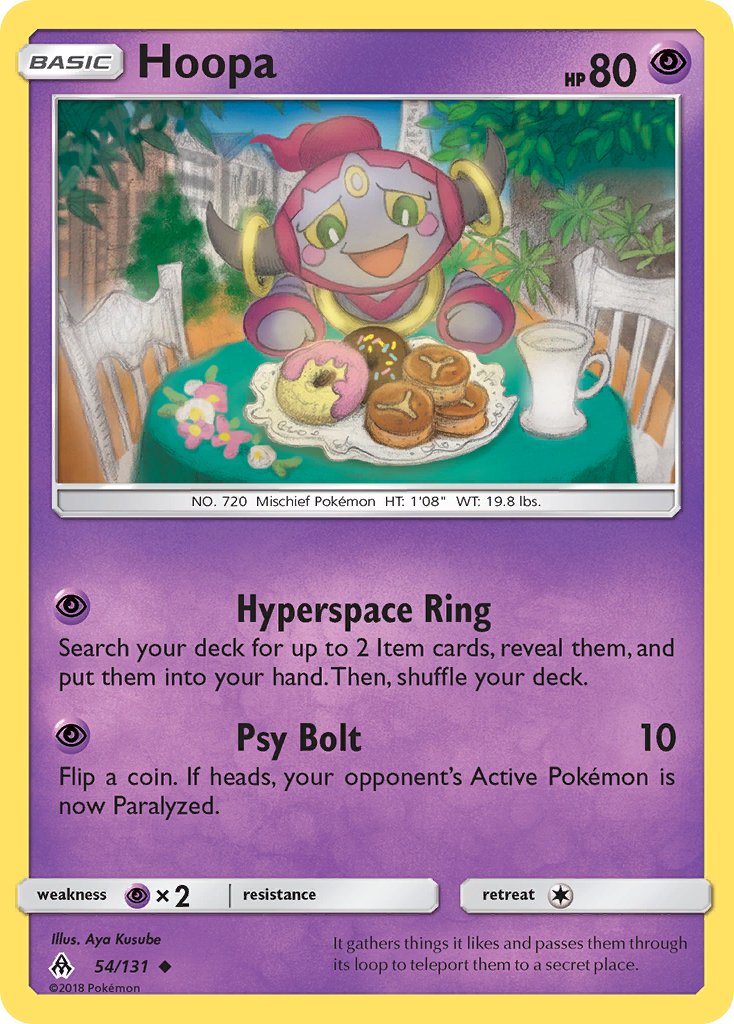 BASIC Hoopa HP 80
NO. 720 Mischief Pokémon HT: 1'08" WT: 19.8 lbs.
Hyperspace Ring
Search your deck for up to 2 Item cards, reveal them, and
put them into your hand. Then, shuffle your deck.
Psy Bolt 10
Flip a coin. If heads, your opponent's Active Pokémon is
now Paralyzed.
weakness × 2 resistance retreat
Illus. Aya Kusube
54/131
©2018 Pokémon
It gathers things it likes and passes them through
its loop to teleport them to a secret place.